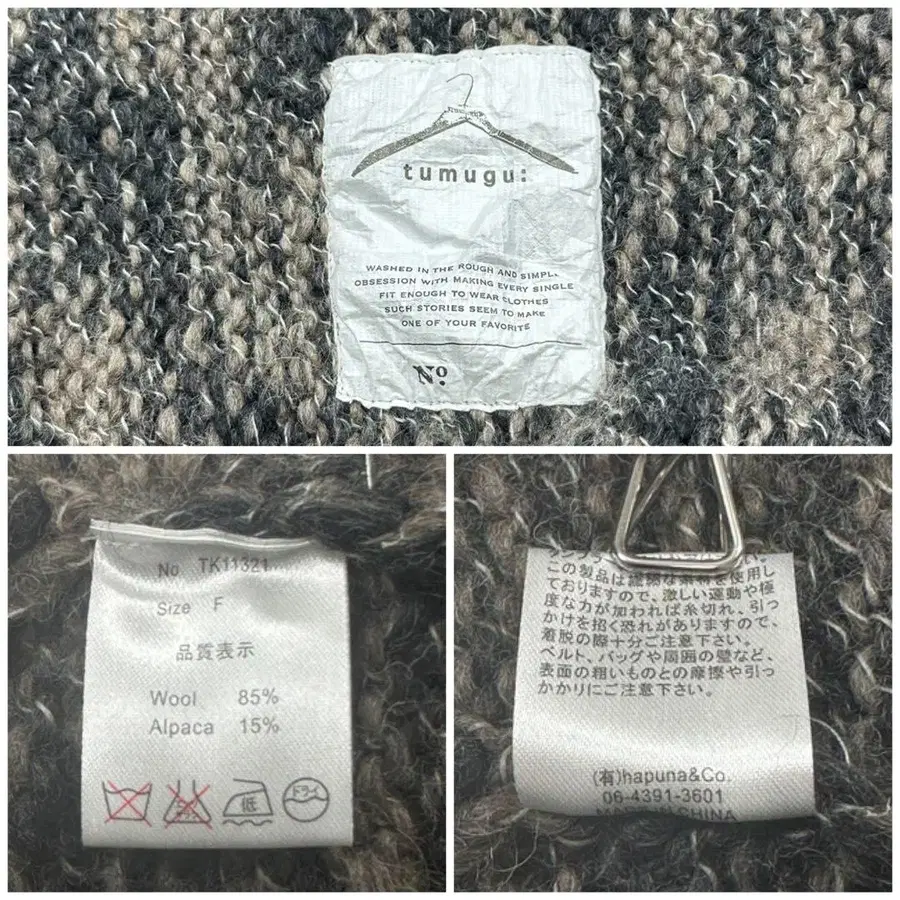 tumugu:
WASHED IN THE ROUGH AND SIMPLE
OBSESSION WITH MAKING EVERY SINGLE
FIT ENOUGH TO WEAR CLOTHES
SUCH STORIES SEEM TO MAKE
ONE OF YOUR FAVORITE
No.
No TK11321
Size F
品質表示
Wool 85%
Alpaca 15%
低
ドライ
この製品は繊細な素材を使用し
ておりますので、激しい運動や極
度な力が加われば糸切れ、引っ
かけを招く恐れがありますので、
着脱の際十分ご注意下さい。
ベルト、バッグや周囲の壁など、
表面の粗いものとの摩擦や引っ
かかりにご注意下さい。
(有)hapuna&Co.
06-4391-3601
CHINA